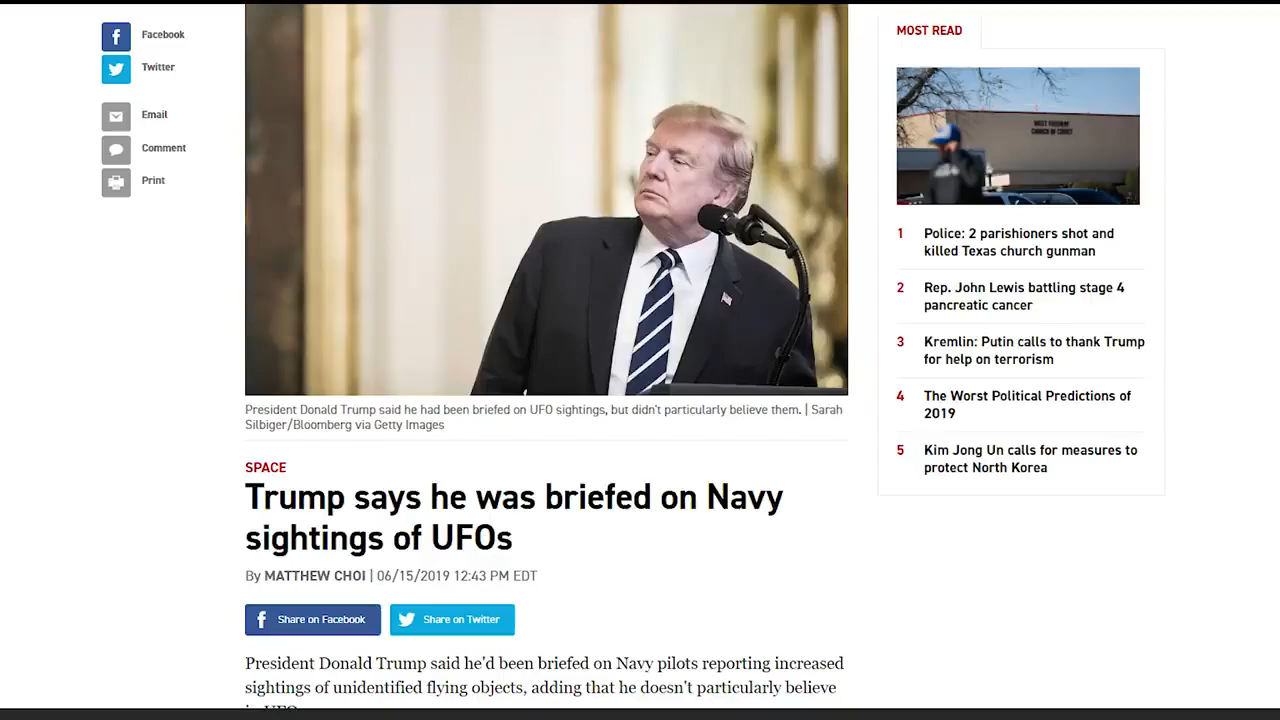 Facebook
Twitter
Email
Comment
Print
President Donald Trump said he had been briefed on UFO sightings, but didn't particularly believe them. | Sarah
Silbiger/Bloomberg via Getty Images
SPACE
Trump says he was briefed on Navy
sightings of UFOs
By MATTHEW CHOI | 06/15/2019 12:43 PM EDT
Share on Facebook
Share on Twitter
President Donald Trump said he'd been briefed on Navy pilots reporting increased
sightings of unidentified flying objects, adding that he doesn't particularly believe
MOST READ
CHURCH OF CHRIST
1 Police: 2 parishioners shot and
killed Texas church gunman
2 Rep. John Lewis battling stage 4
pancreatic cancer
3 Kremlin: Putin calls to thank Trump
for help on terrorism
4 The Worst Political Predictions of
2019
5 Kim Jong Un calls for measures to
protect North Korea